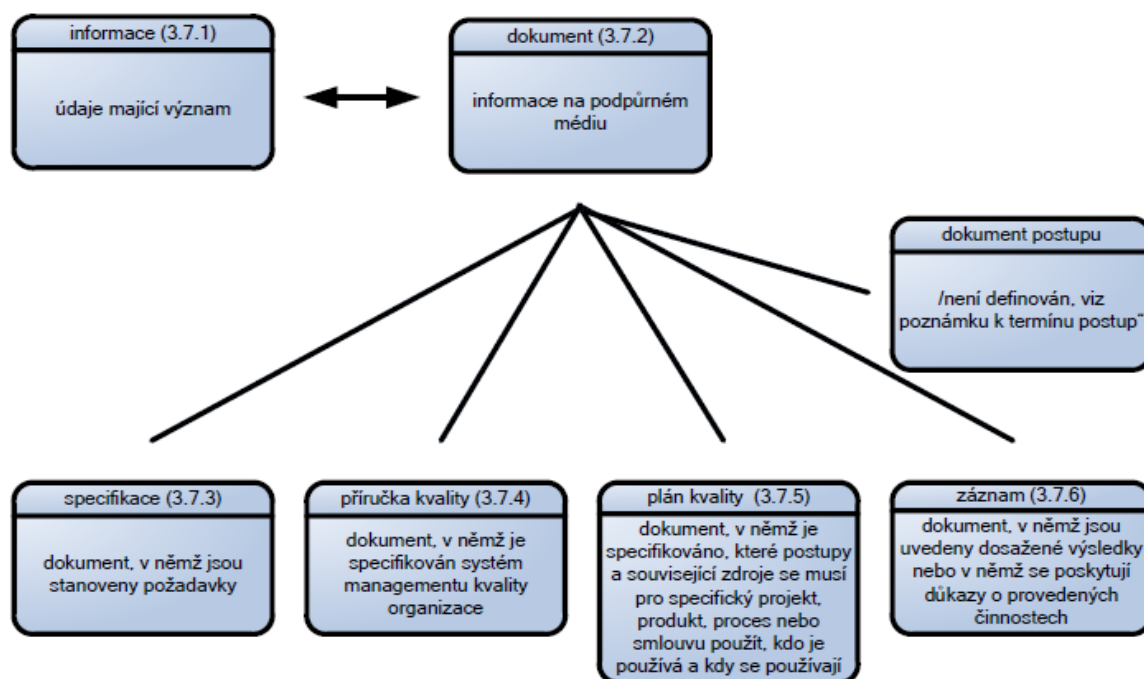 informace (3.7.1)
údaje mající význam
dokument (3.7.2)
informace na podpůrném
médiu
dokument postupu
/není definován, viz
poznámku k termínu postup“
specifikace (3.7.3)
dokument, v němž jsou
stanoveny požadavky
příručka kvality (3.7.4)
dokument, v němž je
specifikován systém
managementu kvality
organizace
plán kvality (3.7.5)
dokument, v němž je
specifikováno, které postupy
a související zdroje se musí
pro specifický projekt,
produkt, proces nebo
smlouvu použít, kdo je
používá a kdy se používají
záznam (3.7.6)
dokument, v němž jsou
uvedeny dosažené výsledky
nebo v němž se poskytují
důkazy o provedených
činnostech